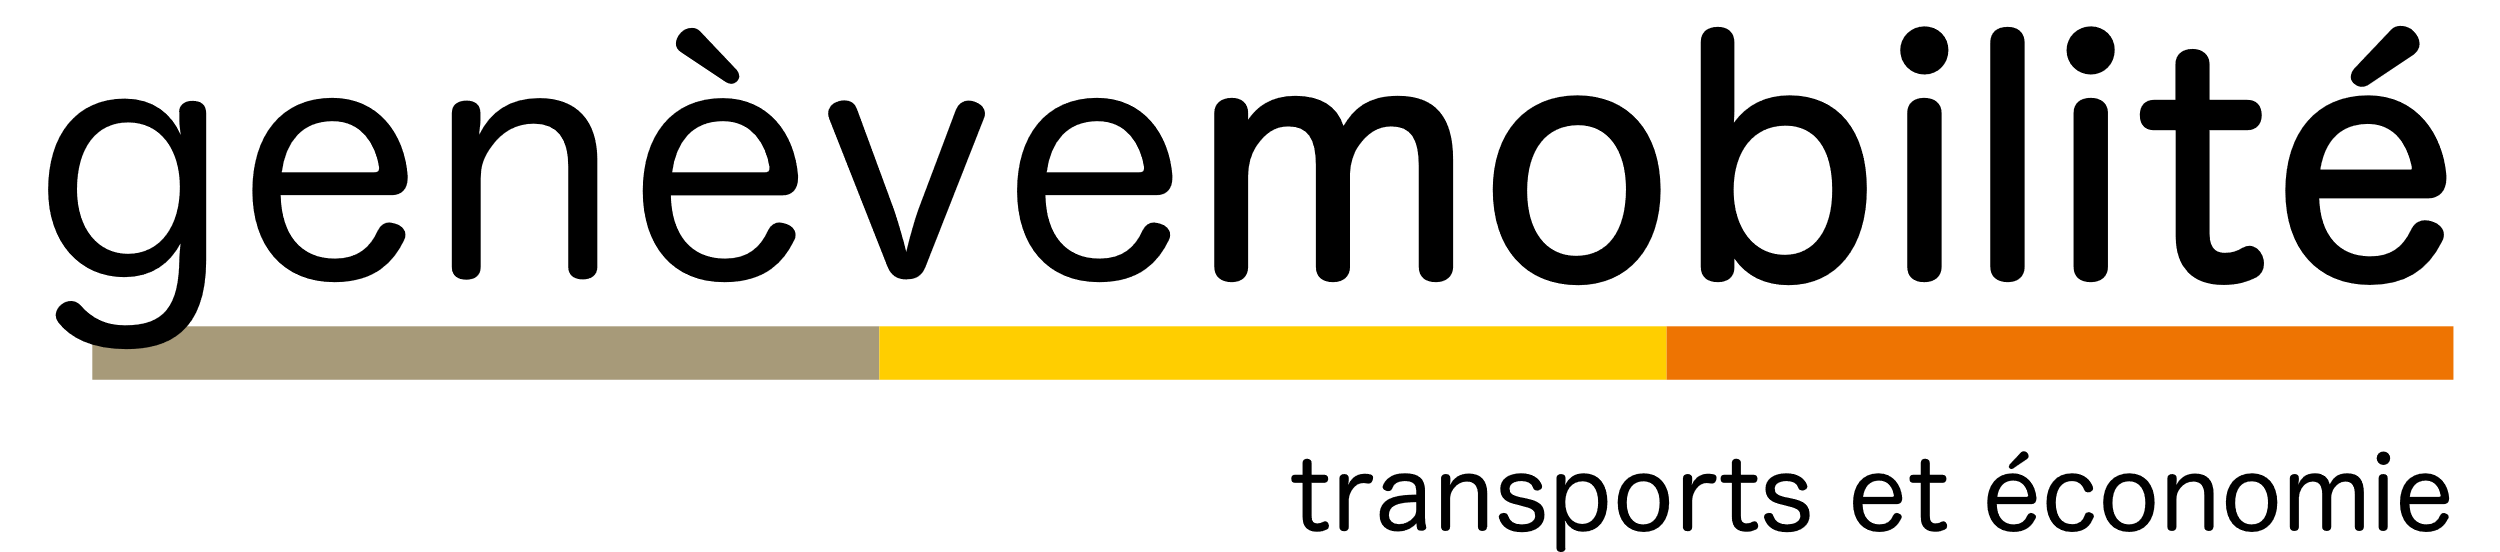 genèvemobilité
transports et économie